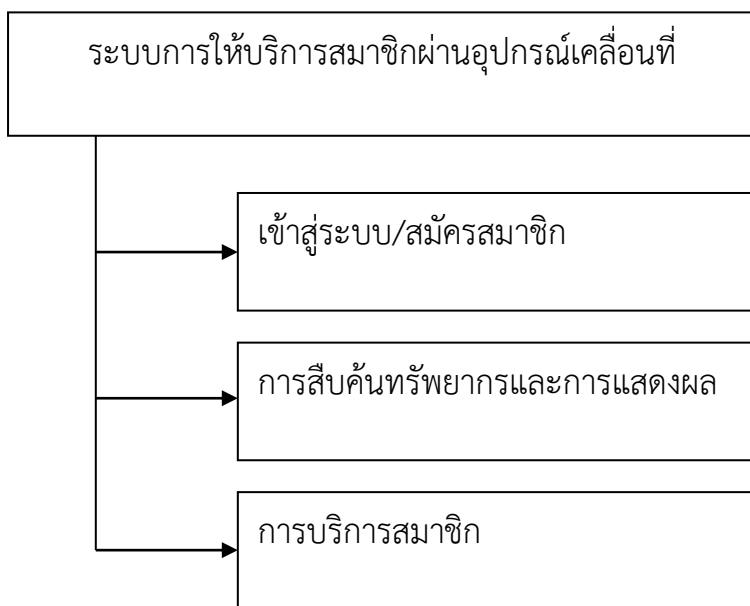 ระบบการให้บริการสมาชิกผ่านอุปกรณ์เคลื่อนที่
เข้าสู่ระบบ/สมัครสมาชิก
การสืบค้นทรัพยากรและการแสดงผล
การบริการสมาชิก